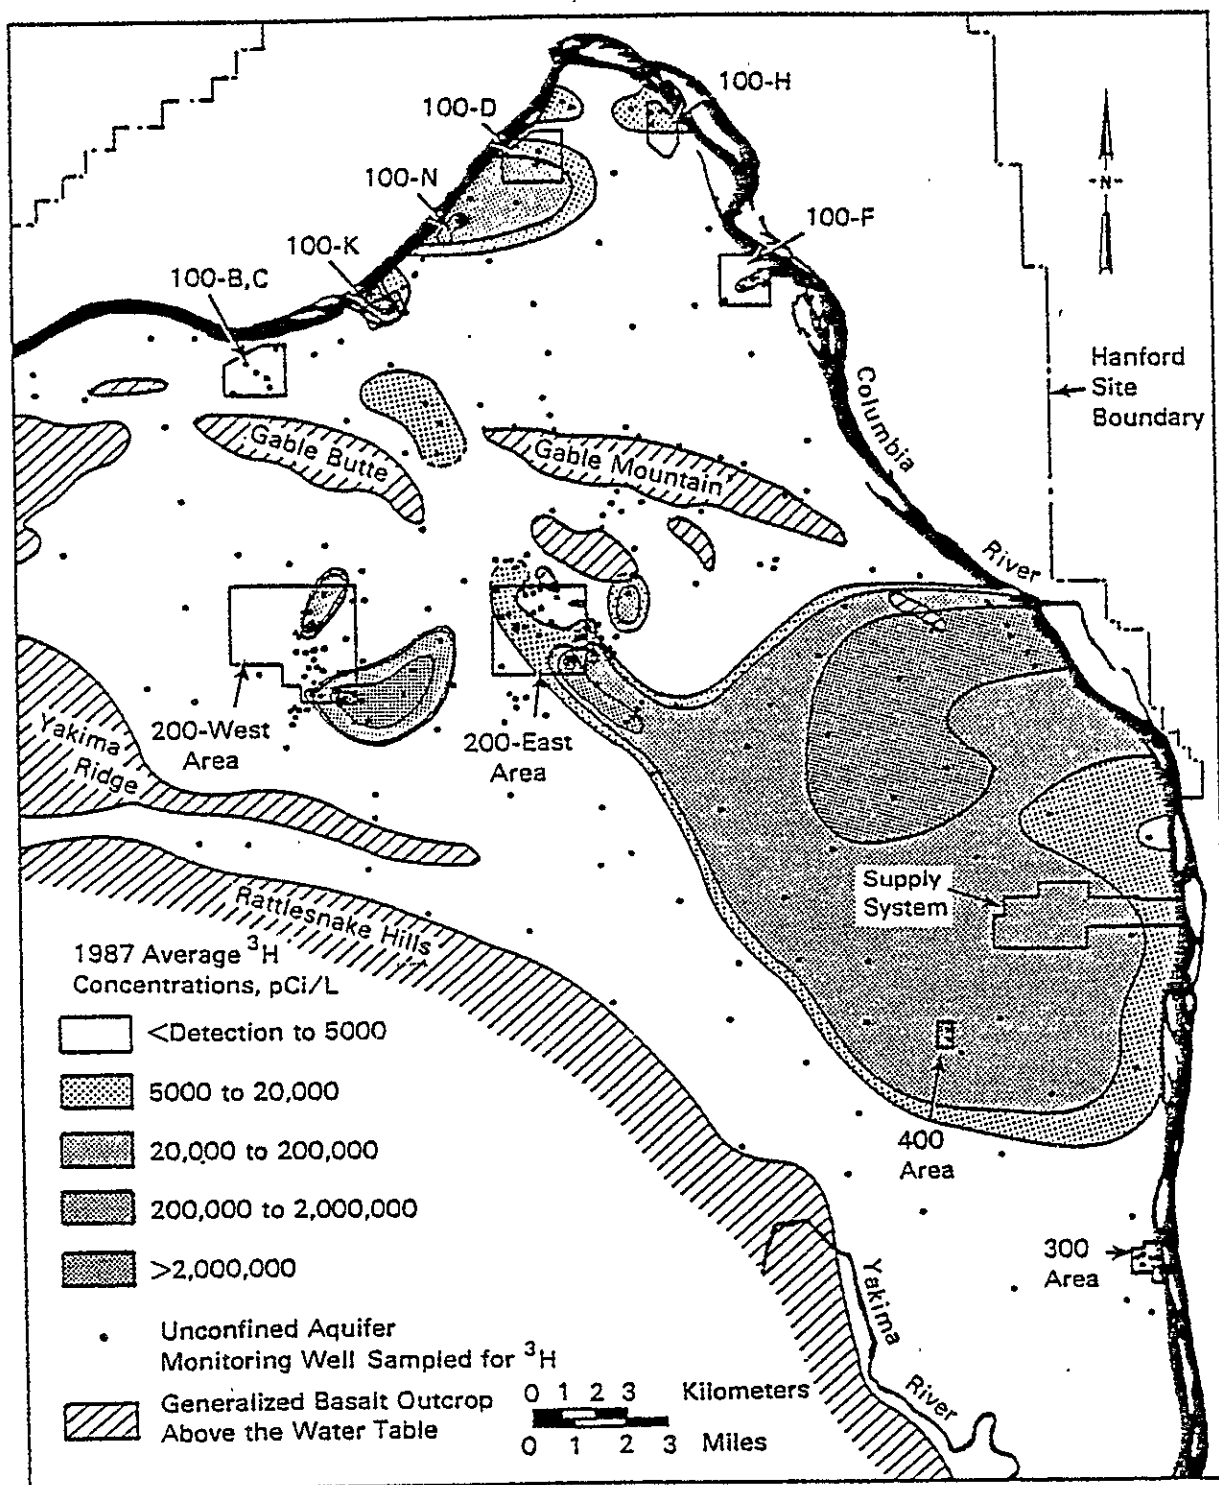 100-H
100-D
100-N
100-F
100-K
100-B,C
N
Hanford
Site
Boundary
Columbia
River
Gable Butte
Gable Mountain
200-West
Area
200-East
Area
Yakima
Ridge
Rattlesnake Hills
Supply
System
400
Area
300
Area
Yakima
River
1987 Average ³H
Concentrations, pCi/L
<Detection to 5000
5000 to 20,000
20,000 to 200,000
200,000 to 2,000,000
>2,000,000
Unconfined Aquifer
Monitoring Well Sampled for ³H
Generalized Basalt Outcrop
Above the Water Table
0 1 2 3 Kilometers
0 1 2 3 Miles